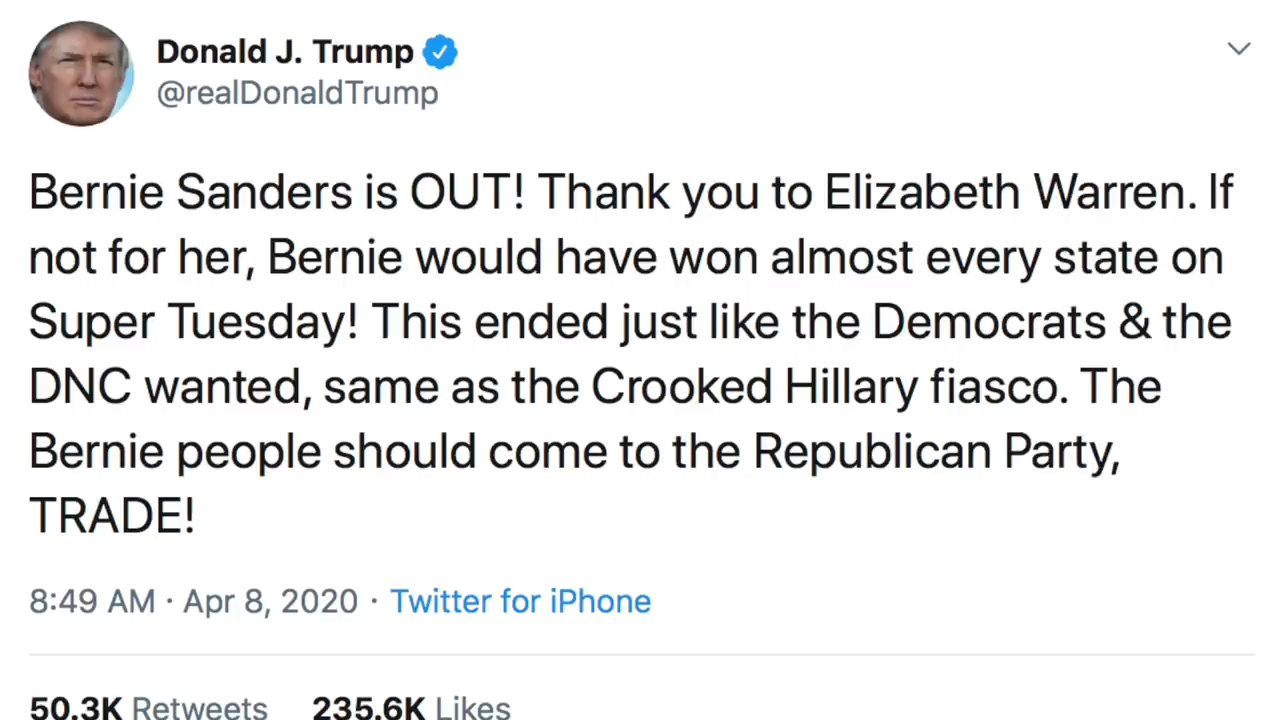 Donald J. Trump
@realDonaldTrump
Bernie Sanders is OUT! Thank you to Elizabeth Warren. If
not for her, Bernie would have won almost every state on
Super Tuesday! This ended just like the Democrats & the
DNC wanted, same as the Crooked Hillary fiasco. The
Bernie people should come to the Republican Party,
TRADE!
8:49 AM · Apr 8, 2020 · Twitter for iPhone
50.3K Retweets 235.6K Likes